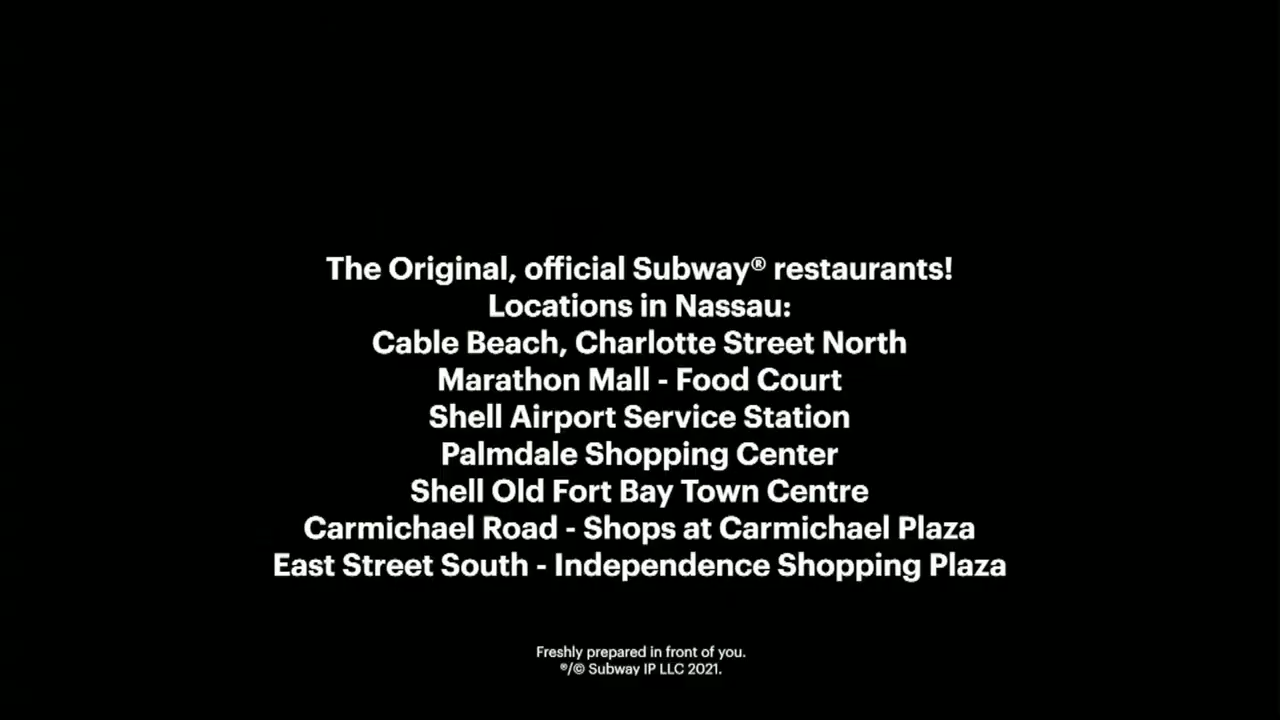 The Original, official Subway® restaurants!
Locations in Nassau:
Cable Beach, Charlotte Street North
Marathon Mall - Food Court
Shell Airport Service Station
Palmdale Shopping Center
Shell Old Fort Bay Town Centre
Carmichael Road - Shops at Carmichael Plaza
East Street South - Independence Shopping Plaza
Freshly prepared in front of you.
®/© Subway IP LLC 2021.